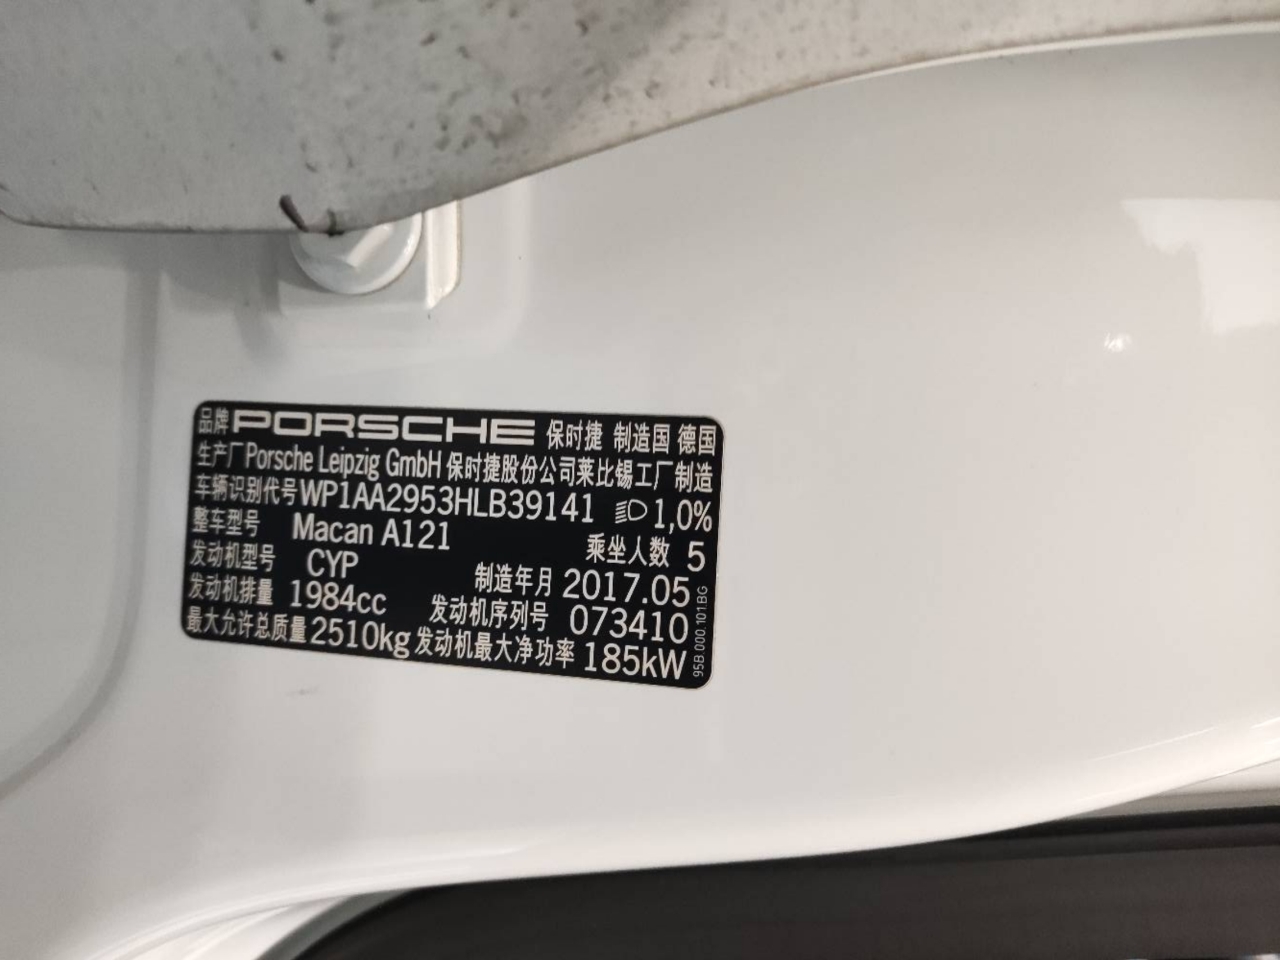 品牌 PORSCHE 保时捷 制造国 德国
生产厂 Porsche Leipzig GmbH 保时捷股份公司莱比锡工厂制造
车辆识别代号 WP1AA2953HLB39141 1,0%
整车型号 Macan A121 乘坐人数 5
发动机型号 CYP 制造年月 2017.05
发动机排量 1984cc 发动机序列号 073410
最大允许总质量 2510kg 发动机最大净功率 185kW
95B.000.101.BG